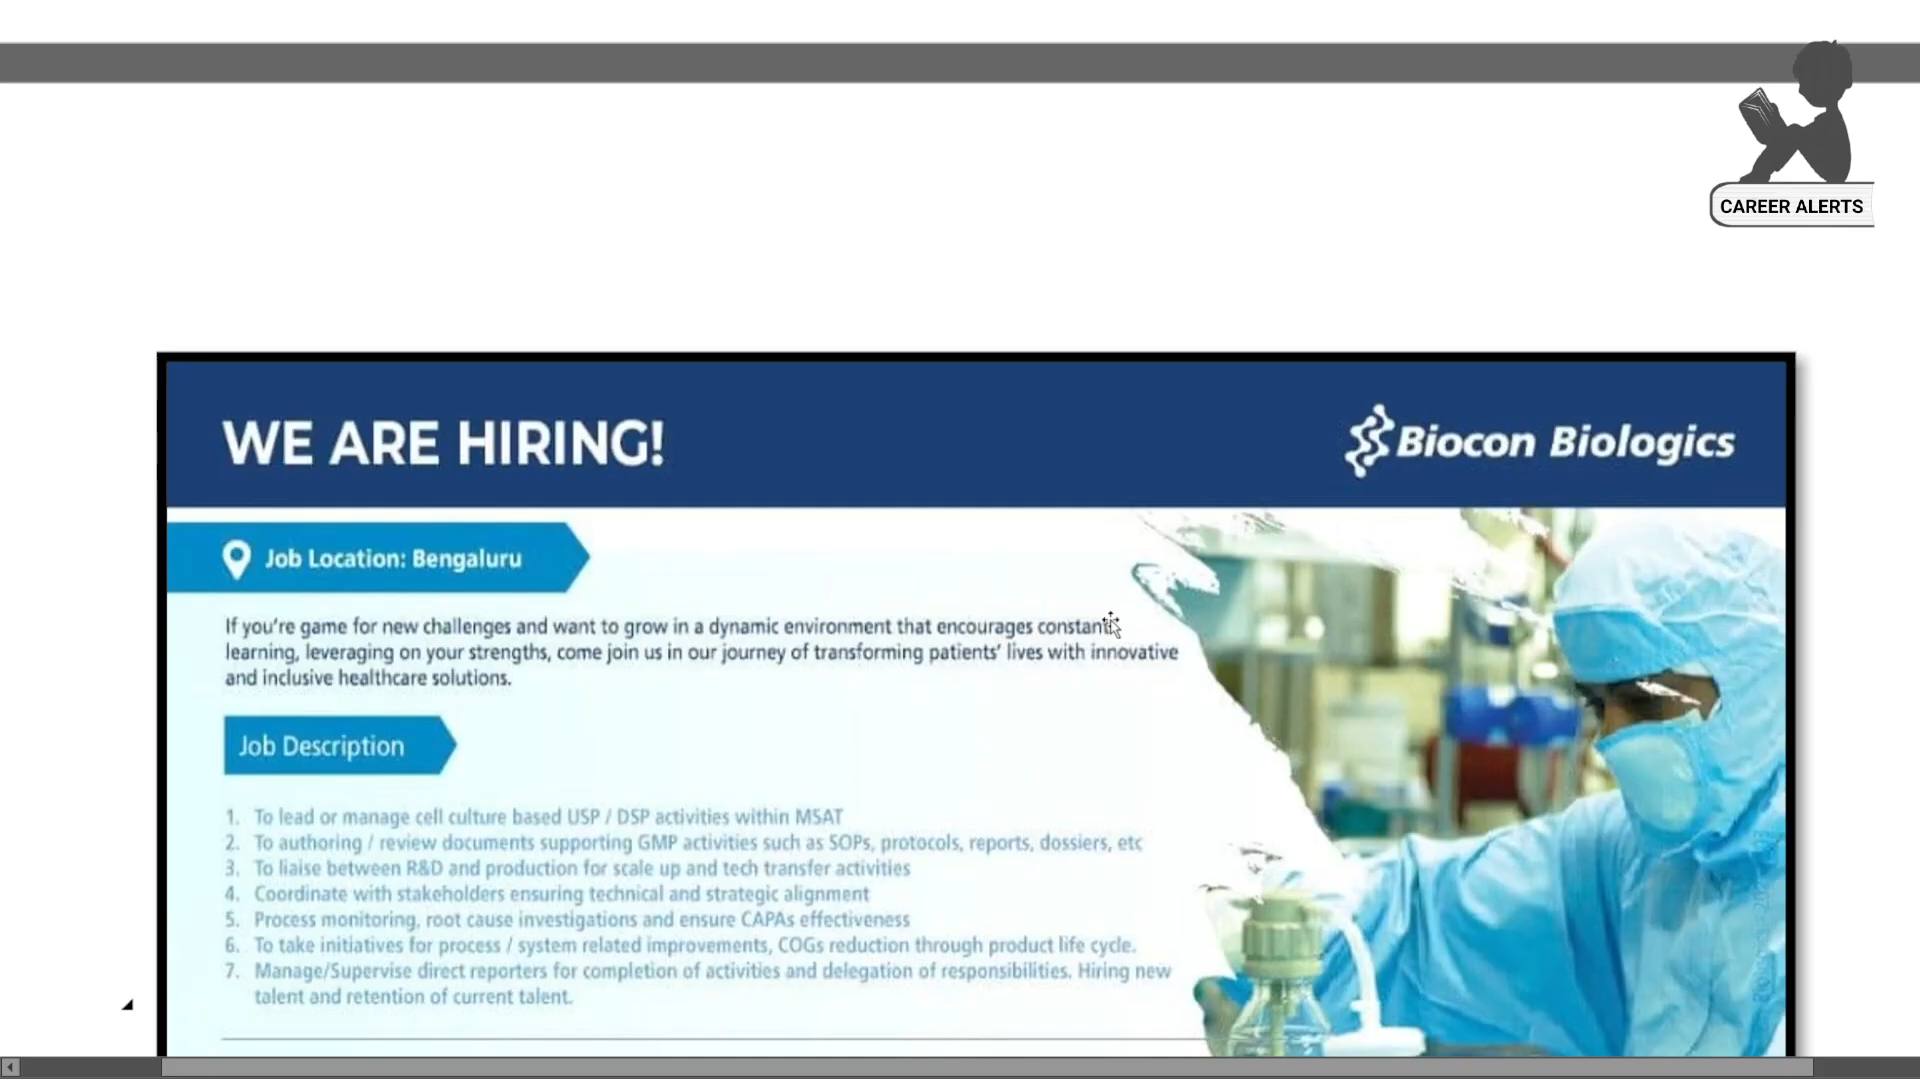 CAREER ALERTS
WE ARE HIRING!
Biocon Biologics
Job Location: Bengaluru
If you're game for new challenges and want to grow in a dynamic environment that encourages constant
learning, leveraging on your strengths, come join us in our journey of transforming patients' lives with innovative
and inclusive healthcare solutions.
Job Description
1. To lead or manage cell culture based USP / DSP activities within MSAT
2. To authoring / review documents supporting GMP activities such as SOPs, protocols, reports, dossiers, etc
3. To liaise between R&D and production for scale up and tech transfer activities
4. Coordinate with stakeholders ensuring technical and strategic alignment
5. Process monitoring, root cause investigations and ensure CAPAs effectiveness
6. To take initiatives for process / system related improvements, COGs reduction through product life cycle.
7. Manage/Supervise direct reporters for completion of activities and delegation of responsibilities. Hiring new
talent and retention of current talent.